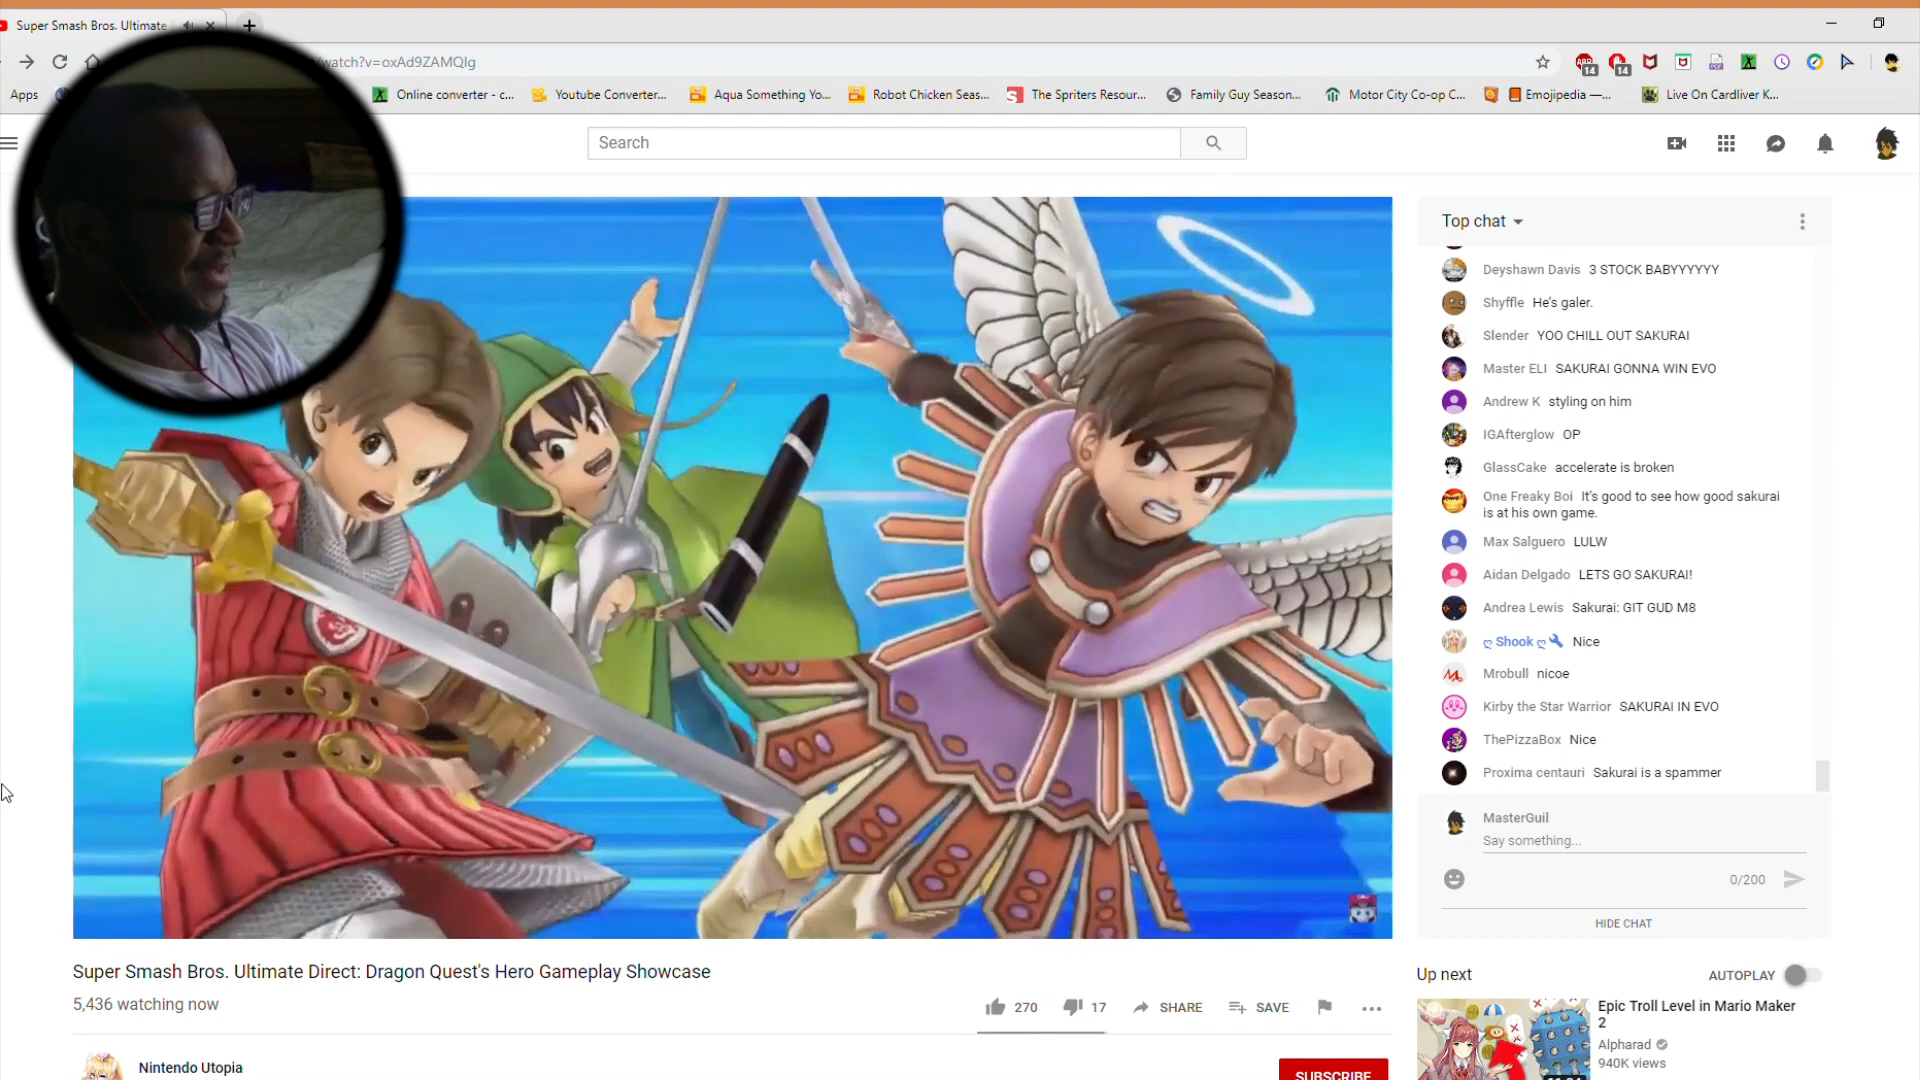 Super Smash Bros. Ultimate
/watch?v=oxAd9ZAMQIg
14
14
Apps
Online converter - c...
Youtube Converter...
Aqua Something Yo...
Robot Chicken Seas...
The Spriters Resour...
Family Guy Season...
Motor City Co-op C...
Emojipedia —...
Live On Cardliver K...
Search
Top chat
Deyshawn Davis 3 STOCK BABYYYYYY
Shyffle He's galer.
Slender YOO CHILL OUT SAKURAI
Master ELI SAKURAI GONNA WIN EVO
Andrew K styling on him
IGAfterglow OP
GlassCake accelerate is broken
One Freaky Boi It's good to see how good sakurai
is at his own game.
Max Salguero LULW
Aidan Delgado LETS GO SAKURAI!
Andrea Lewis Sakurai: GIT GUD M8
ღ Shook ღ Nice
Mrobull nicoe
Kirby the Star Warrior SAKURAI IN EVO
ThePizzaBox Nice
Proxima centauri Sakurai is a spammer
MasterGuil
Say something...
0/200
HIDE CHAT
Super Smash Bros. Ultimate Direct: Dragon Quest's Hero Gameplay Showcase
5,436 watching now
270
17
SHARE
SAVE
Nintendo Utopia
SUBSCRIBE
Up next
AUTOPLAY
Epic Troll Level in Mario Maker
2
Alpharad
940K views